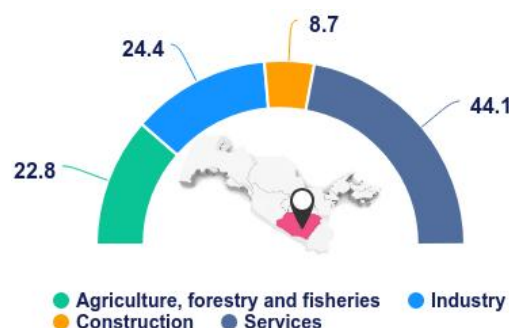 8.7
24.4
44.1
22.8
Agriculture, forestry and fisheries Industry
Construction Services